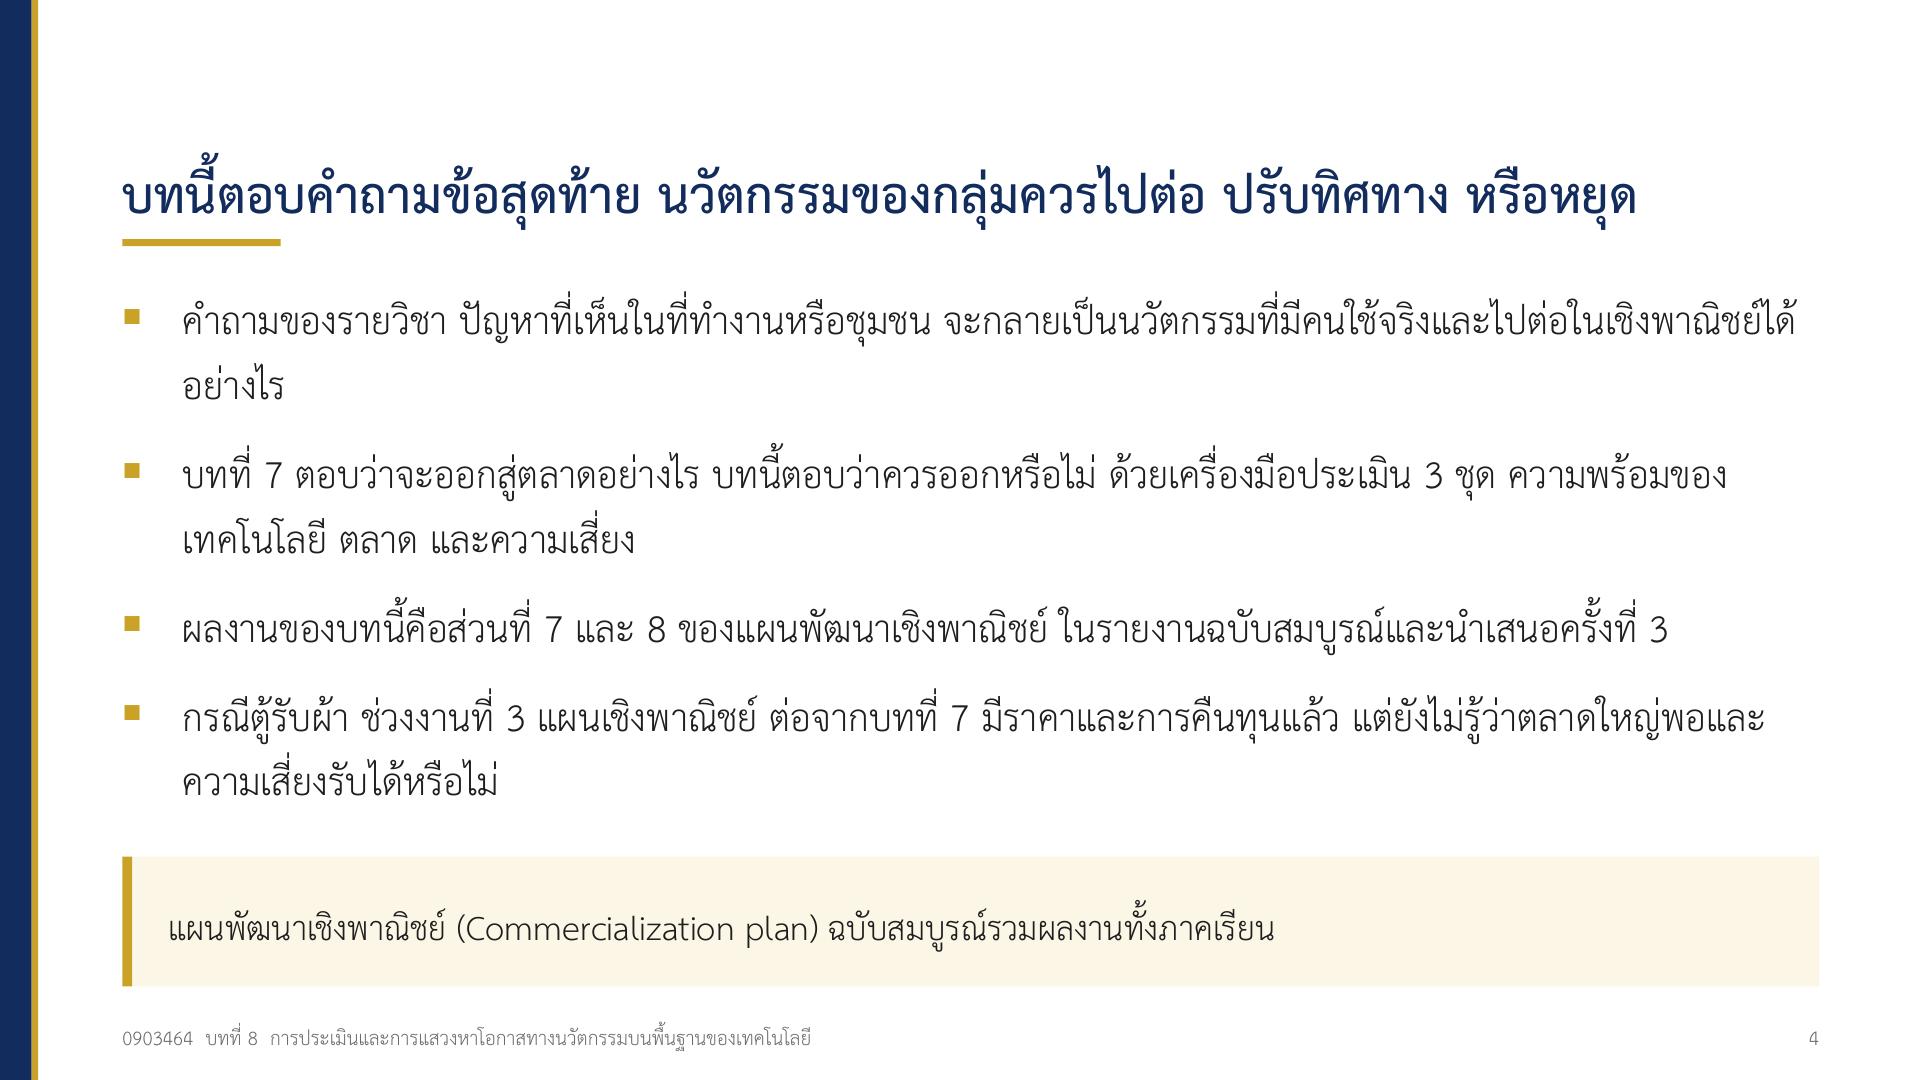 บทนี้ตอบคำถามข้อสุดท้าย นวัตกรรมของกลุ่มควรไปต่อ ปรับทิศทาง หรือหยุด
คำถามของรายวิชา ปัญหาที่เห็นในที่ทำงานหรือชุมชน จะกลายเป็นนวัตกรรมที่มีคนใช้จริงและไปต่อในเชิงพาณิชย์ได้
อย่างไร
บทที่ 7 ตอบว่าจะออกสู่ตลาดอย่างไร บทนี้ตอบว่าควรออกหรือไม่ ด้วยเครื่องมือประเมิน 3 ชุด ความพร้อมของ
เทคโนโลยี ตลาด และความเสี่ยง
ผลงานของบทนี้คือส่วนที่ 7 และ 8 ของแผนพัฒนาเชิงพาณิชย์ ในรายงานฉบับสมบูรณ์และนำเสนอครั้งที่ 3
กรณีตู้รับผ้า ช่วงงานที่ 3 แผนเชิงพาณิชย์ ต่อจากบทที่ 7 มีราคาและการคืนทุนแล้ว แต่ยังไม่รู้ว่าตลาดใหญ่พอและ
ความเสี่ยงรับได้หรือไม่
แผนพัฒนาเชิงพาณิชย์ (Commercialization plan) ฉบับสมบูรณ์รวมผลงานทั้งภาคเรียน
0903464 บทที่ 8 การประเมินและการแสวงหาโอกาสทางนวัตกรรมบนพื้นฐานของเทคโนโลยี
4